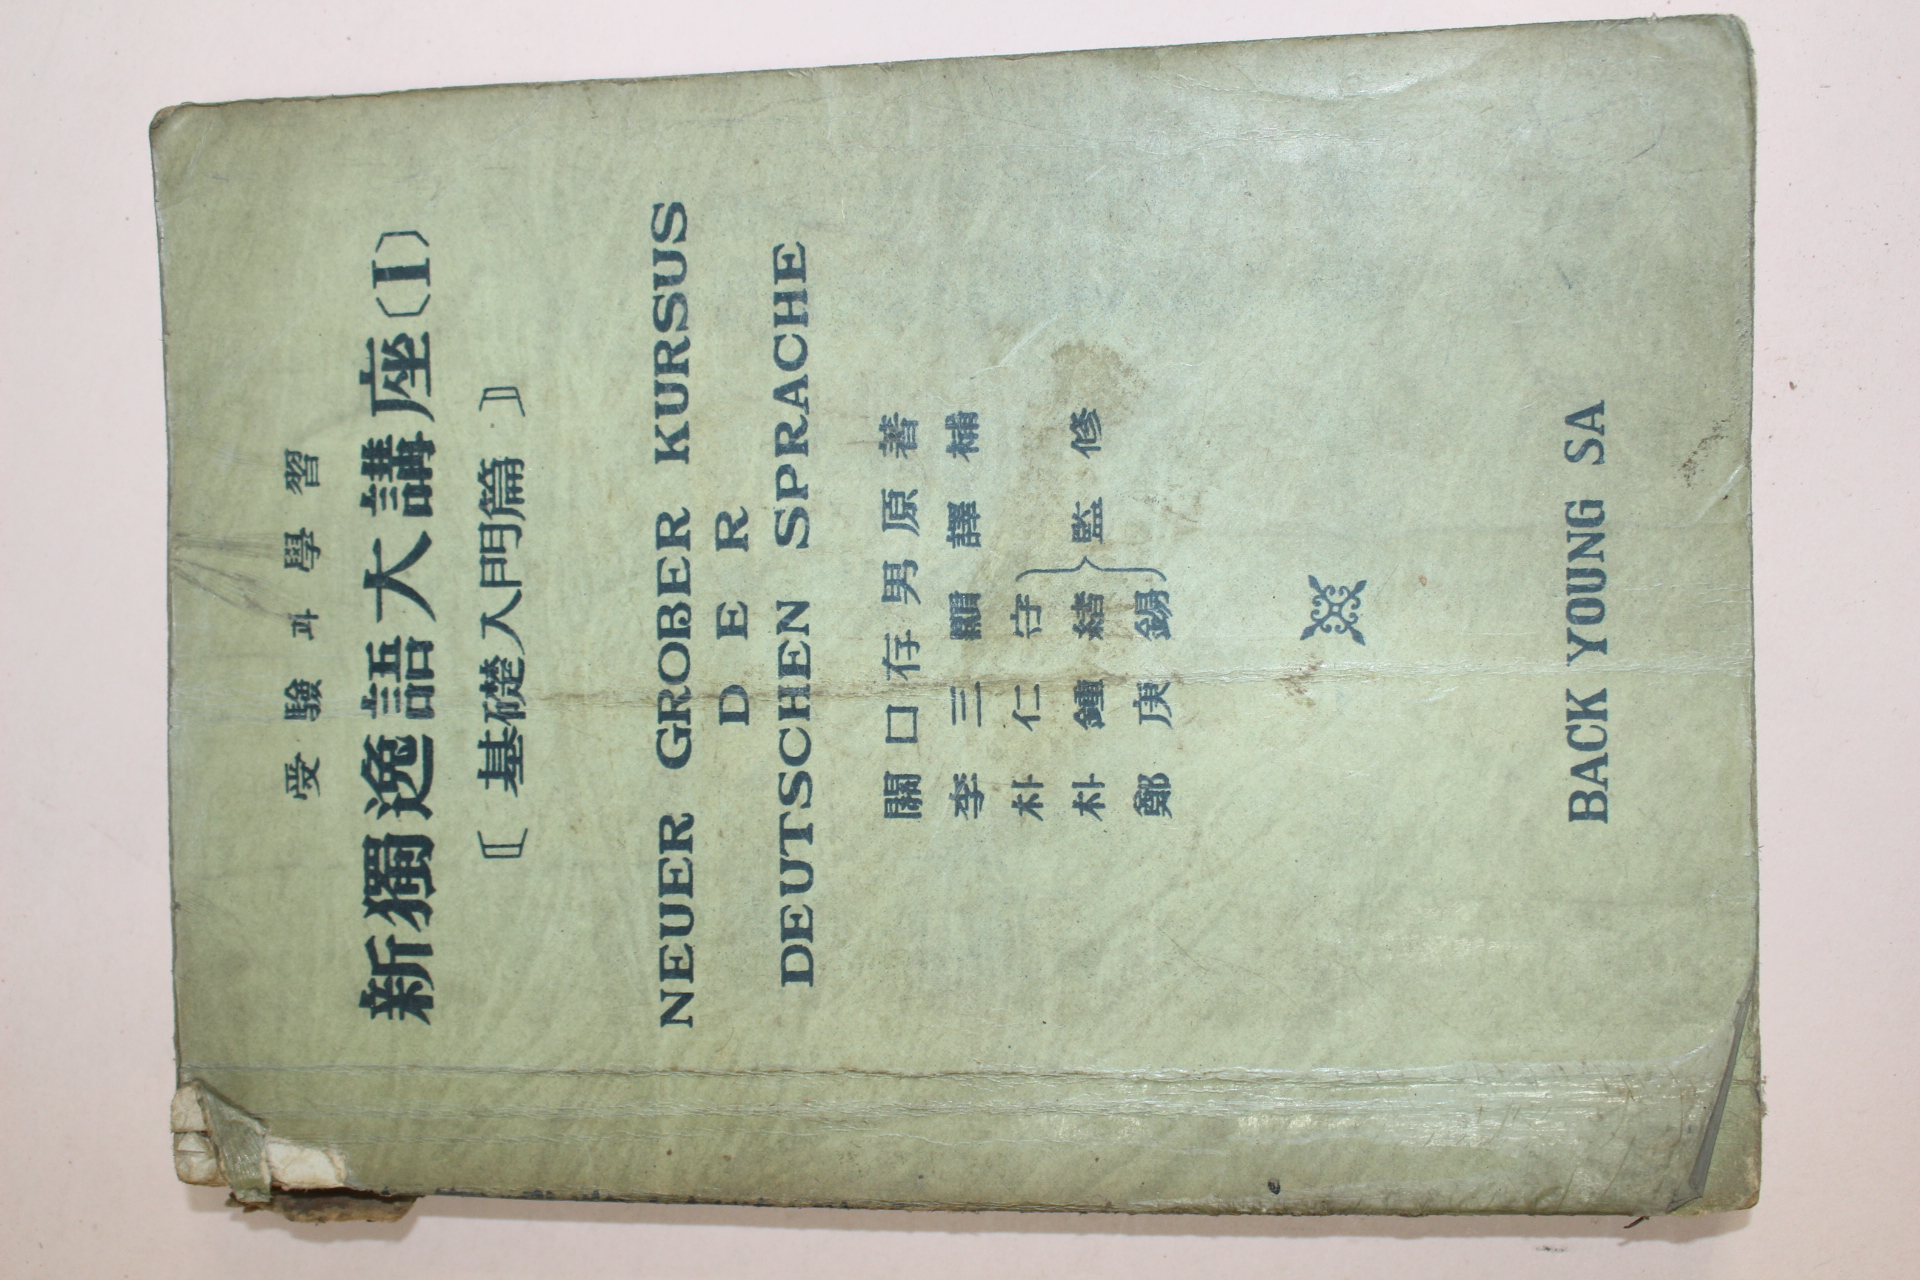 受驗과學習
新獨逸語大講座〔I〕
〘基礎入門篇〙
NEUER GROBER KURSUS
DER
DEUTSCHEN SPRACHE
關口存男原著
李三顯譯補
朴仁守
朴鍾緖 監修
鄭庚錫
BACK YOUNG SA